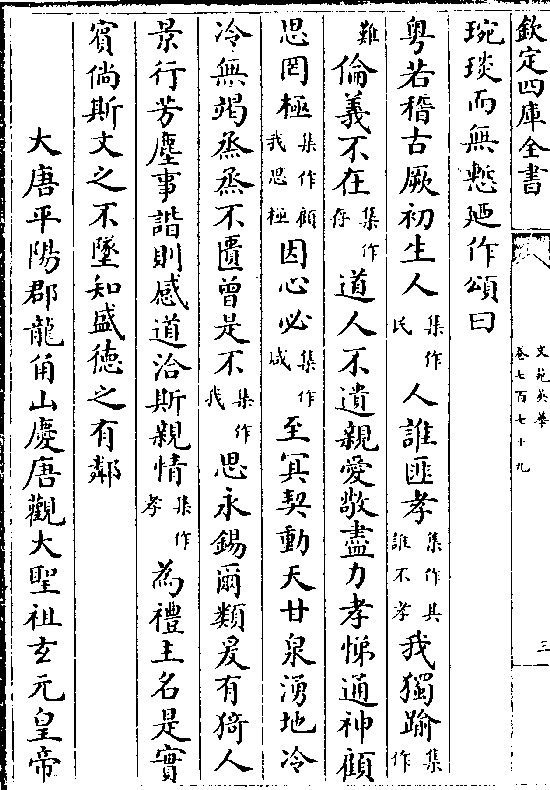 欽定四庫全書
文苑英華
卷七百七十九
三
琬琰而無慙廼作頌曰
粤若稽古厥初生人集作民人誰匪孝集作其誰不孝我獨踰集作
難倫義不在集作存道人不遺親愛敬盡力孝悌通神顧
思罔極集作顧我思極因心必集作咸至冥契動天甘泉湧地冷
冷無竭烝烝不匱曾是不集作我思永錫爾類爰有猗人
景行芳塵事諧則感道洽斯親情集作孝為禮主名是實
賓倘斯文之不墜知盛德之有鄰
大唐平陽郡龍角山慶唐觀大聖祖玄元皇帝